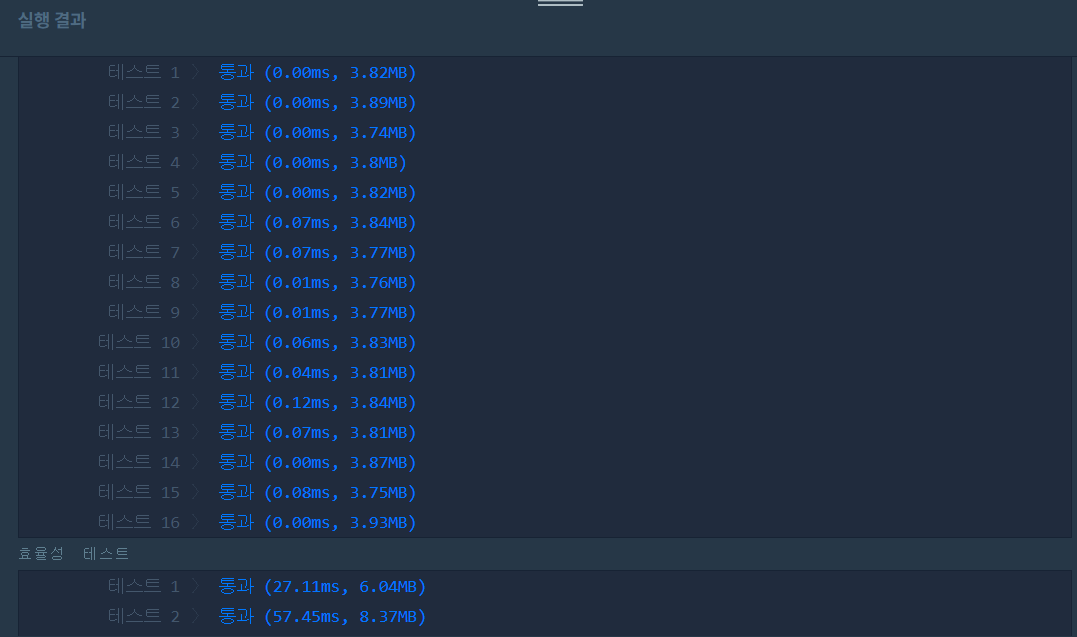 실행 결과
테스트 1 〉 통과 (0.00ms, 3.82MB)
테스트 2 〉 통과 (0.00ms, 3.89MB)
테스트 3 〉 통과 (0.00ms, 3.74MB)
테스트 4 〉 통과 (0.00ms, 3.8MB)
테스트 5 〉 통과 (0.00ms, 3.82MB)
테스트 6 〉 통과 (0.07ms, 3.84MB)
테스트 7 〉 통과 (0.07ms, 3.77MB)
테스트 8 〉 통과 (0.01ms, 3.76MB)
테스트 9 〉 통과 (0.01ms, 3.77MB)
테스트 10 〉 통과 (0.06ms, 3.83MB)
테스트 11 〉 통과 (0.04ms, 3.81MB)
테스트 12 〉 통과 (0.12ms, 3.84MB)
테스트 13 〉 통과 (0.07ms, 3.81MB)
테스트 14 〉 통과 (0.00ms, 3.87MB)
테스트 15 〉 통과 (0.08ms, 3.75MB)
테스트 16 〉 통과 (0.00ms, 3.93MB)
효율성 테스트
테스트 1 〉 통과 (27.11ms, 6.04MB)
테스트 2 〉 통과 (57.45ms, 8.37MB)